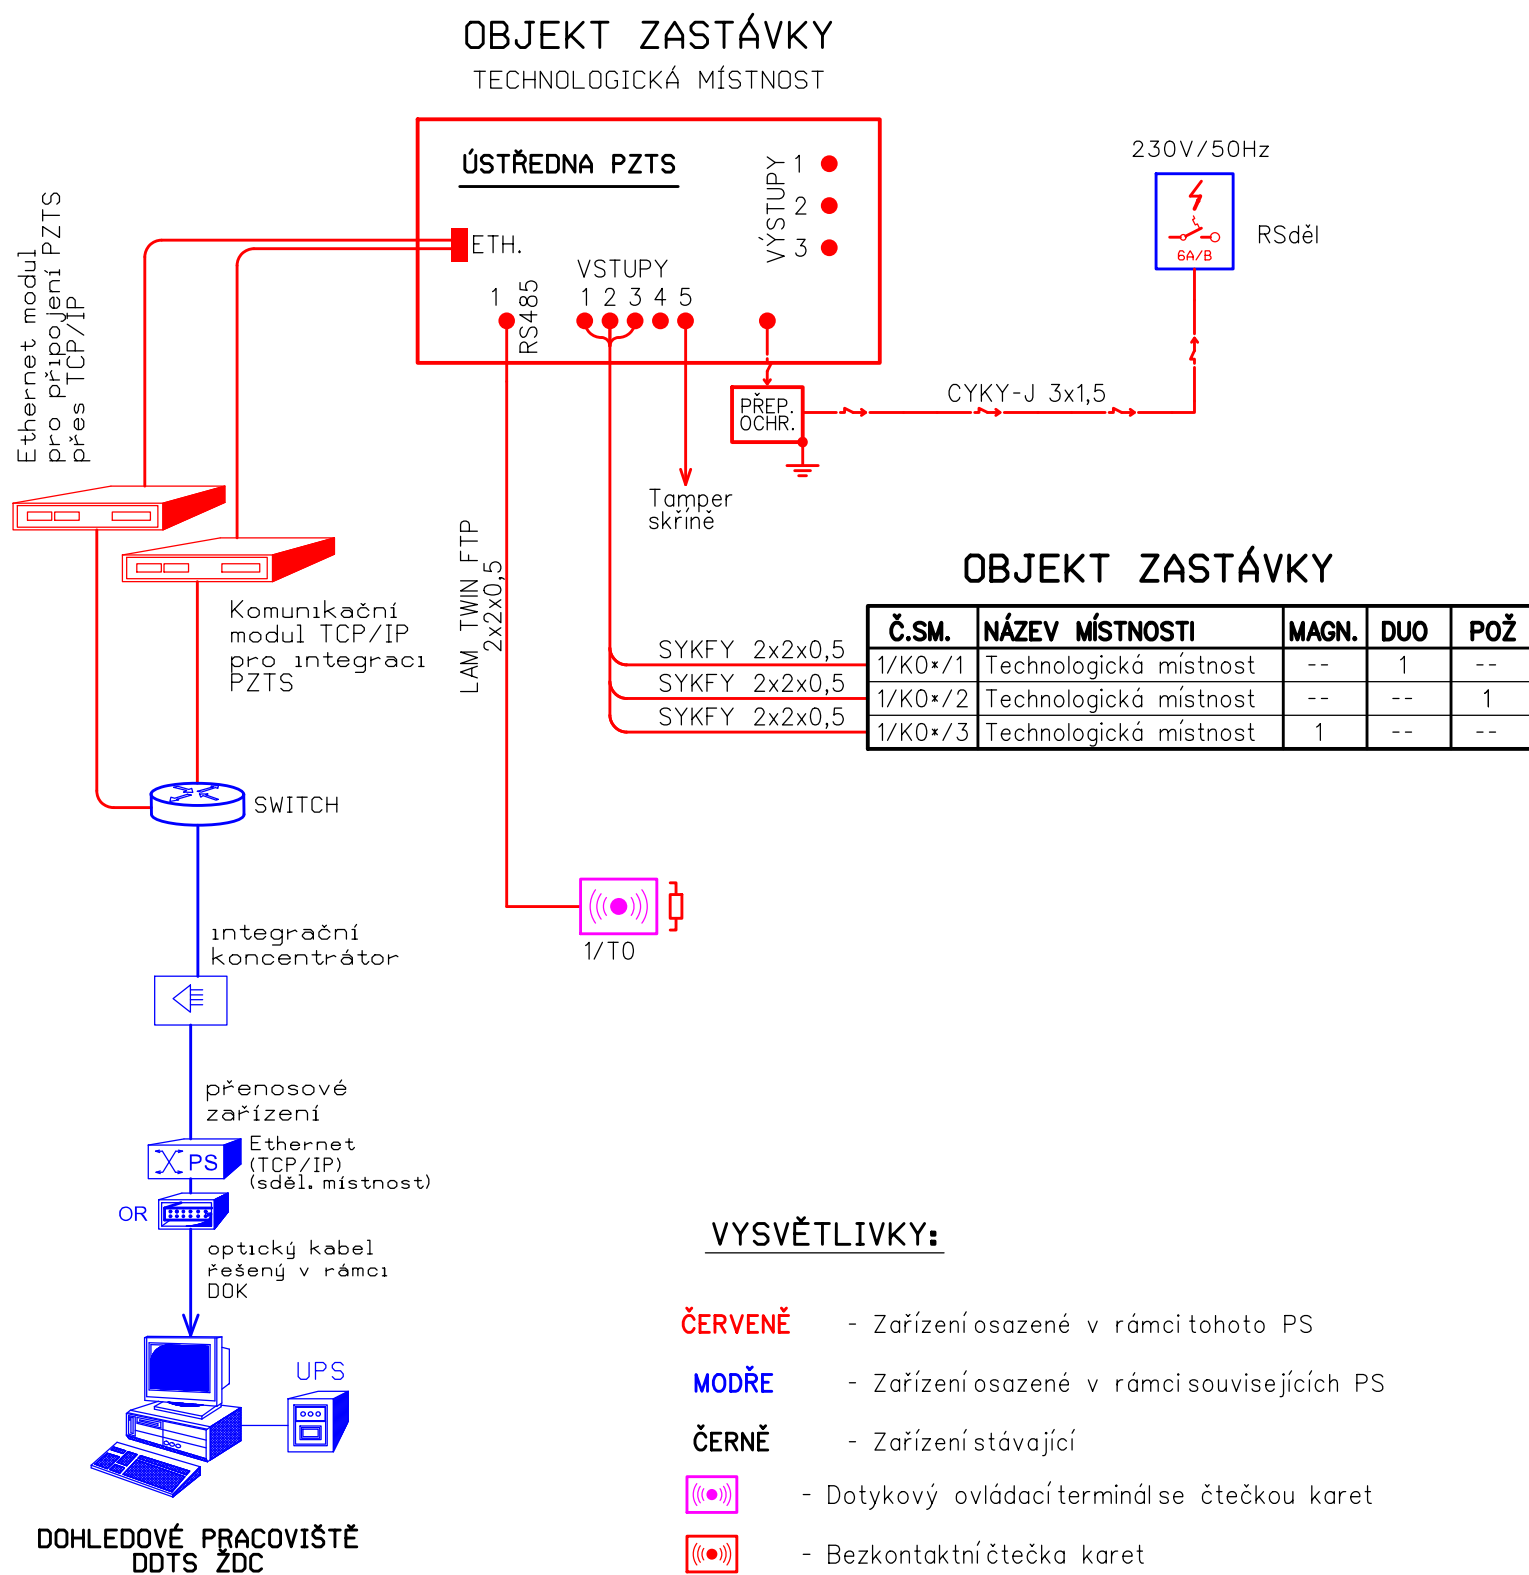 OBJEKT ZASTÁVKY
TECHNOLOGICKÁ MÍSTNOST
ÚSTŘEDNA PZTS
ETH.
VÝSTUPY
1
2
3
VSTUPY
1 2 3 4 5
1
RS485
230V/50Hz
6A/B
RSděl
CYKY-J 3x1,5
PŘEP.
OCHR.
Tamper
skříně
Ethernet modul
pro připojení PZTS
přes TCP/IP
Komunikační
modul TCP/IP
pro integraci
PZTS
LAM TWIN FTP
2x2x0,5
OBJEKT ZASTÁVKY
Č.SM. NÁZEV MÍSTNOSTI MAGN. DUO POŽ
SYKFY 2x2x0,5 1/K0*/1 Technologická místnost -- 1 --
SYKFY 2x2x0,5 1/K0*/2 Technologická místnost -- -- 1
SYKFY 2x2x0,5 1/K0*/3 Technologická místnost 1 -- --
SWITCH
1/T0
integrační
koncentrátor
přenosové
zařízení
PS
Ethernet
(TCP/IP)
(sděl. místnost)
OR
optický kabel
řešený v rámci
DOK
UPS
DOHLEDOVÉ PRACOVIŠTĚ
DDTS ŽDC
VYSVĚTLIVKY:
ČERVENĚ - Zařízení osazené v rámci tohoto PS
MODŘE - Zařízení osazené v rámci souvisejících PS
ČERNĚ - Zařízení stávající
- Dotykový ovládací terminál se čtečkou karet
- Bezkontaktní čtečka karet